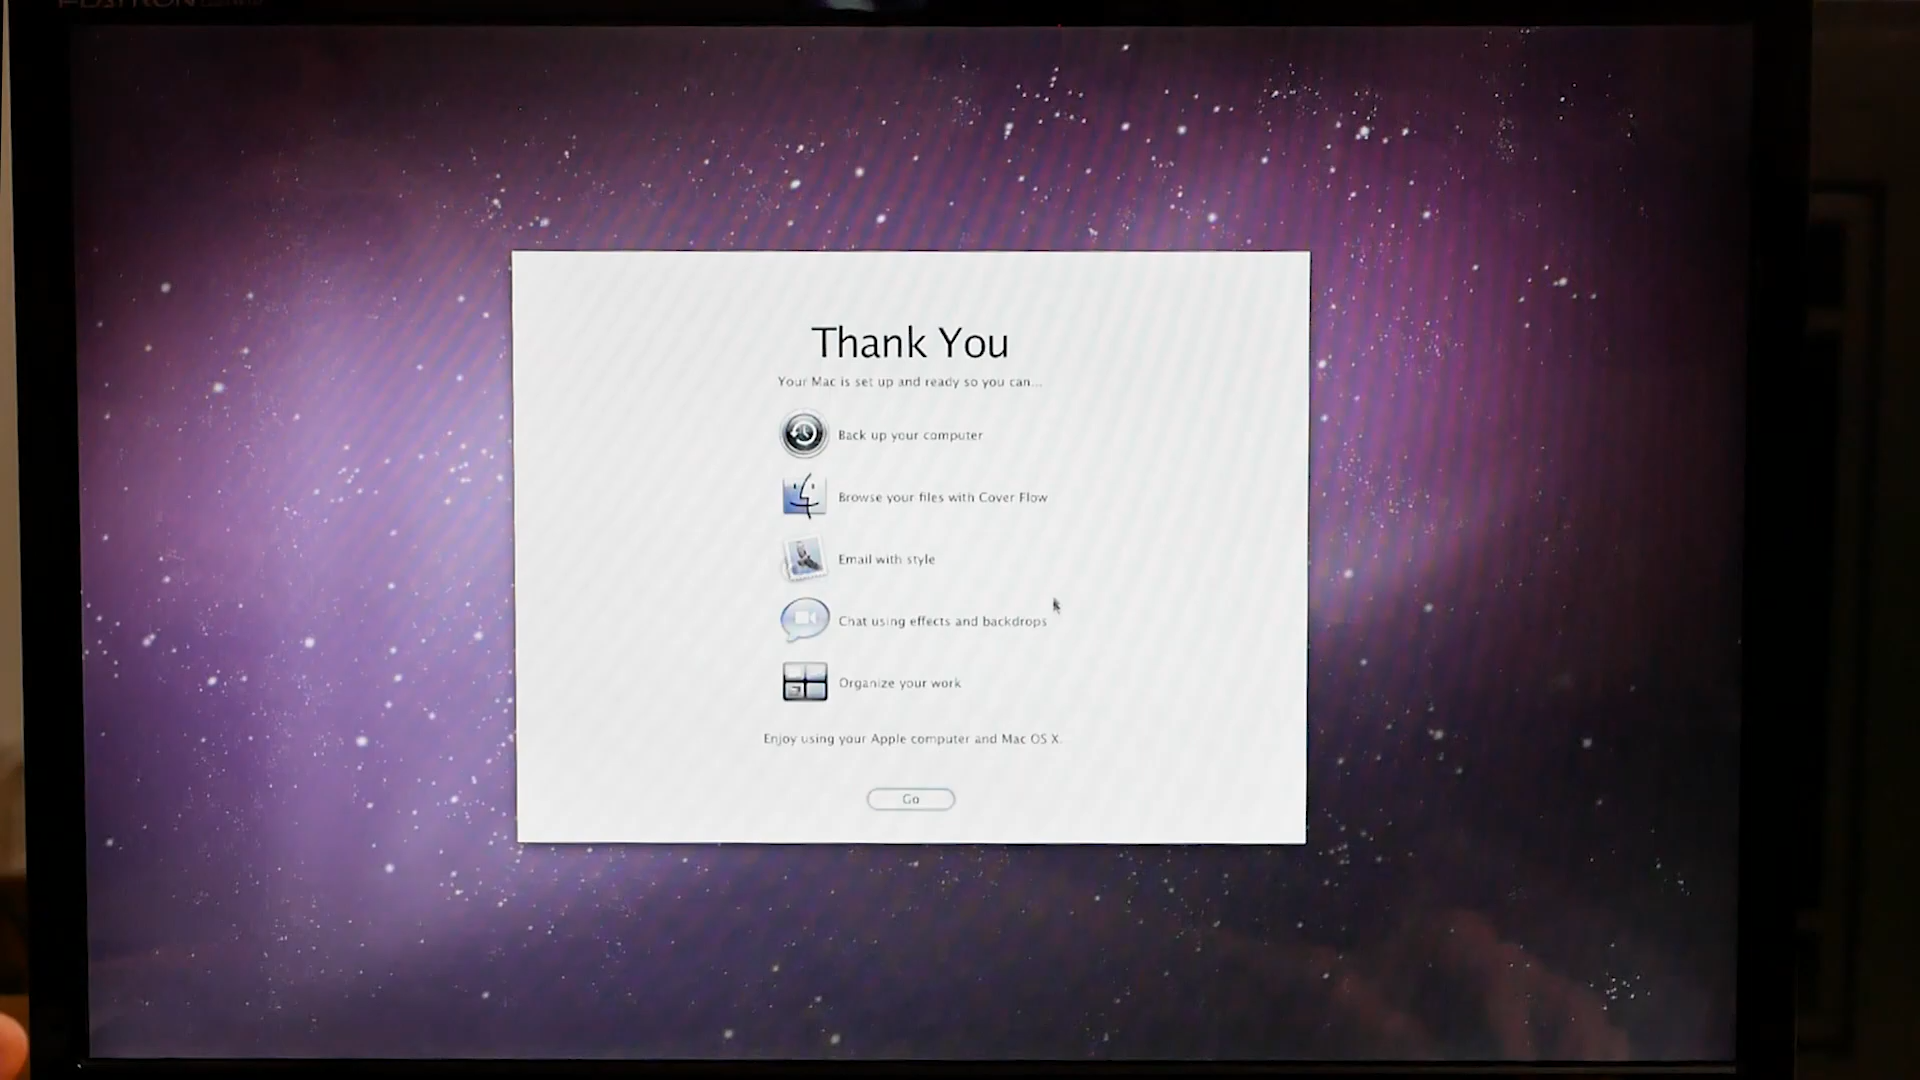 Thank You
Your Mac is set up and ready so you can...
Back up your computer
Browse your files with Cover Flow
Email with style
Chat using effects and backdrops
Organize your work
Enjoy using your Apple computer and Mac OS X.
Go